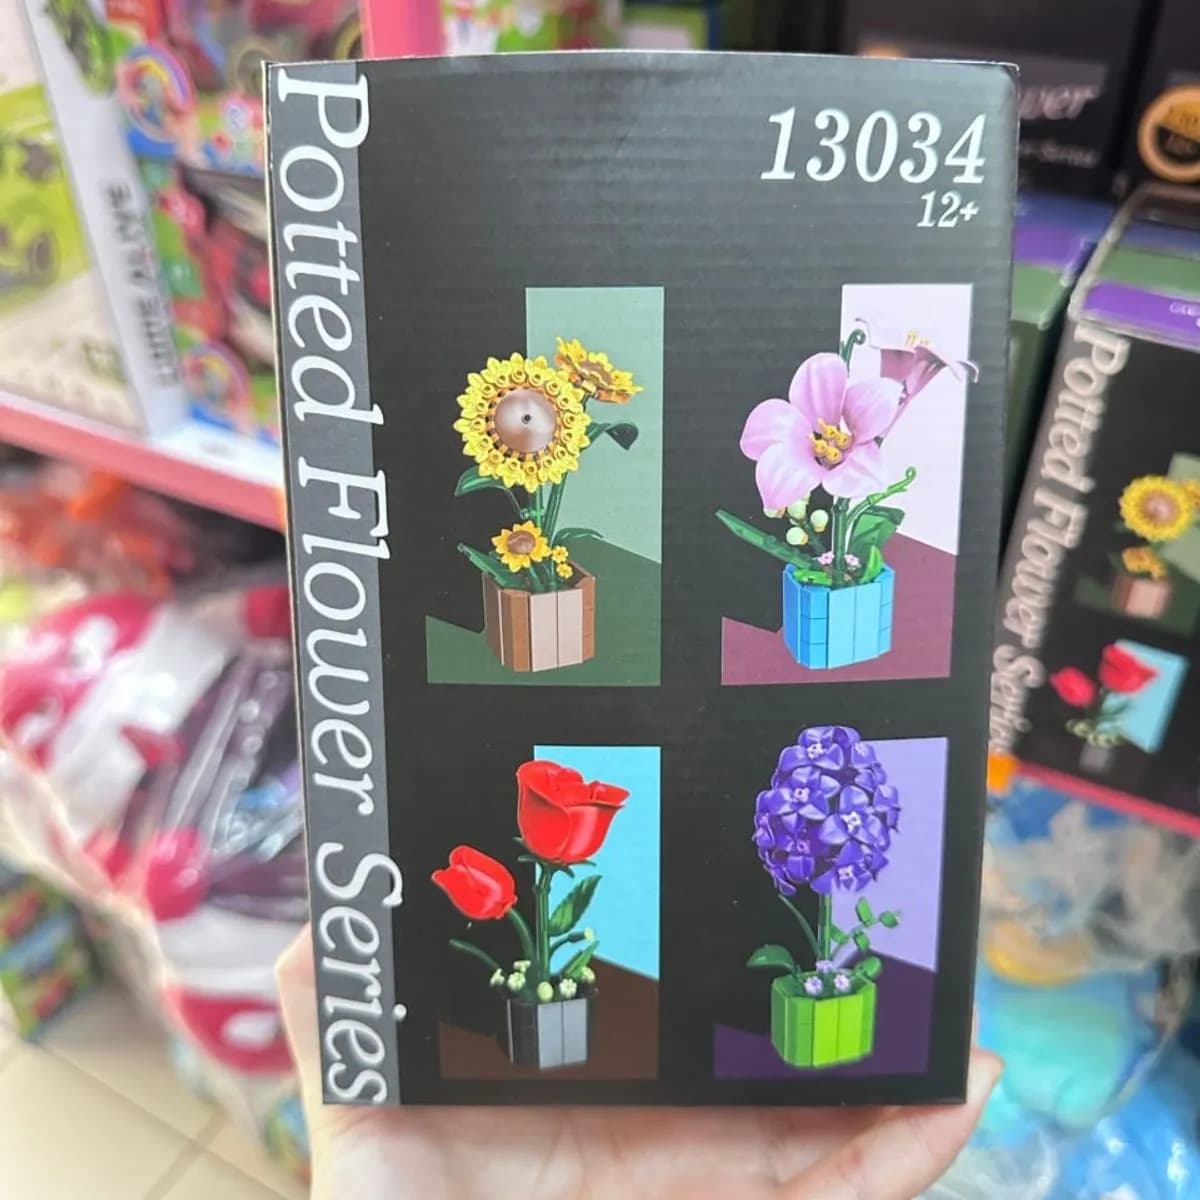 Potted Flower Series
13034
12+
Potted Flower Series